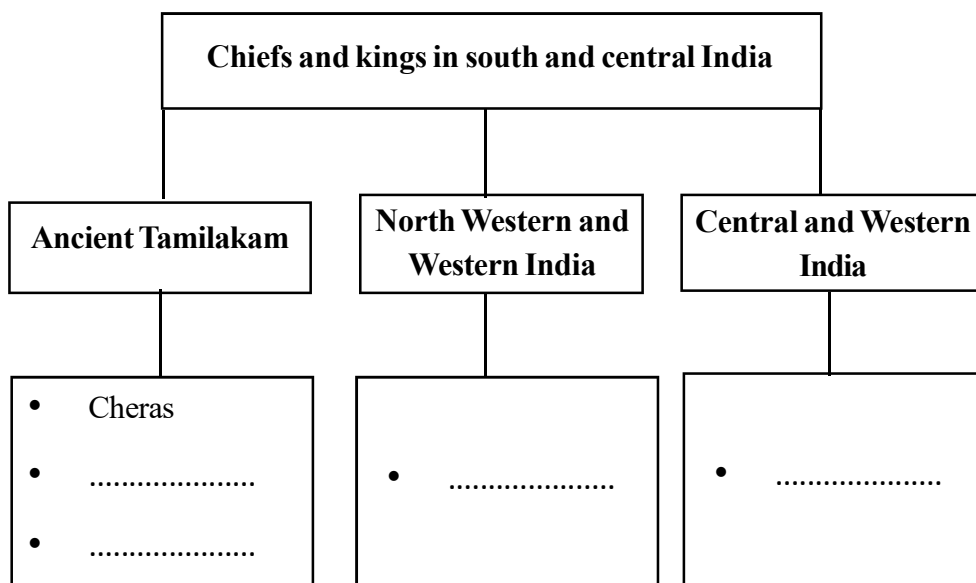 Chiefs and kings in south and central India
Ancient Tamilakam
North Western and
Western India
Central and Western
India
• Cheras
• .....................
• .....................
• .....................
• .....................